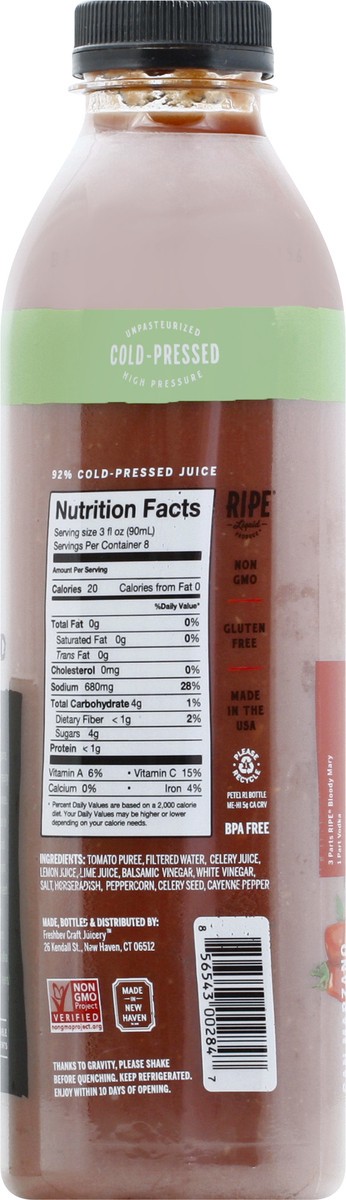 UNPASTEURIZED
COLD-PRESSED
HIGH PRESSURE
92% COLD-PRESSED JUICE
Nutrition Facts
Serving size 3 fl oz (90mL)
Servings Per Container 8
Amount Per Serving
Calories 20 Calories from Fat 0
%Daily Value*
Total Fat 0g 0%
Saturated Fat 0g 0%
Trans Fat 0g
Cholesterol 0mg 0%
Sodium 680mg 28%
Total Carbohydrate 4g 1%
Dietary Fiber <1g 2%
Sugars 4g
Protein <1g
Vitamin A 6% • Vitamin C 15%
Calcium 0% • Iron 4%
* Percent Daily Values are based on a 2,000 calorie
diet. Your Daily Values may be higher or lower
depending on your calorie needs.
RIPE
Liquid
NON
GMO
GLUTEN
FREE
MADE
IN THE
USA
PLEASE
RECYCLE
PETE1 R1 BOTTLE
ME-HI 5¢ CA CRV
BPA FREE
INGREDIENTS: TOMATO PUREE, FILTERED WATER, CELERY JUICE,
LEMON JUICE, LIME JUICE, BALSAMIC VINEGAR, WHITE VINEGAR,
SALT, HORSERADISH, PEPPERCORN, CELERY SEED, CAYENNE PEPPER
MADE, BOTTLED & DISTRIBUTED BY:
Freshbev Craft Juicery™
26 Kendall St., New Haven, CT 06512
NON
GMO
Project
VERIFIED
nongmoproject.org
MADE
IN
NEW
HAVEN
8 56543 00284 7
THANKS TO GRAVITY, PLEASE SHAKE
BEFORE QUENCHING. KEEP REFRIGERATED.
ENJOY WITHIN 10 DAYS OF OPENING.
3 Parts RIPE® Bloody Mary
1 Part Vodka